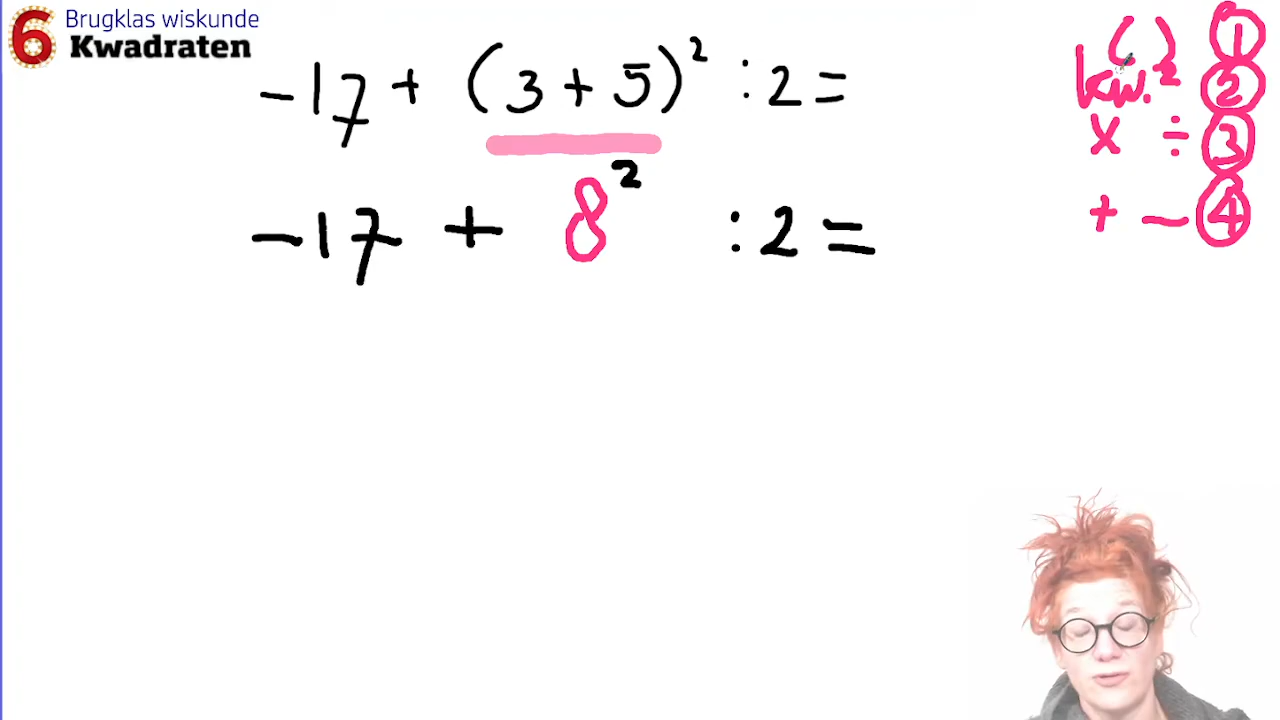 6 Brugklas wiskunde
Kwadraten
-17 + (3 + 5)² : 2 =
-17 + 8² : 2 =
( ) 1
kw.² 2
x ÷ 3
+ - 4